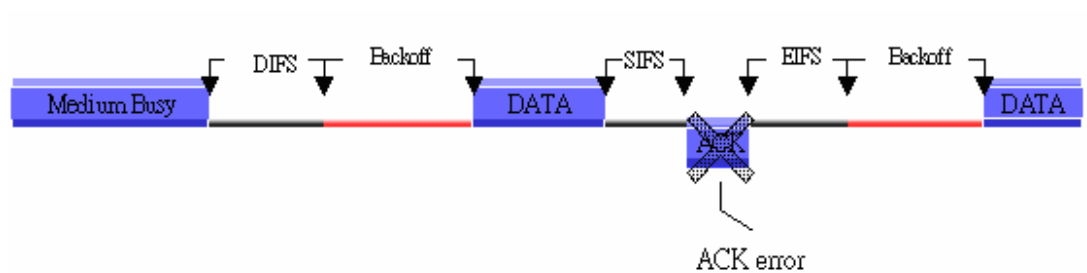 DIFS Backoff SIFS EIFS Backoff
Medium Busy DATA ACK DATA
ACK error